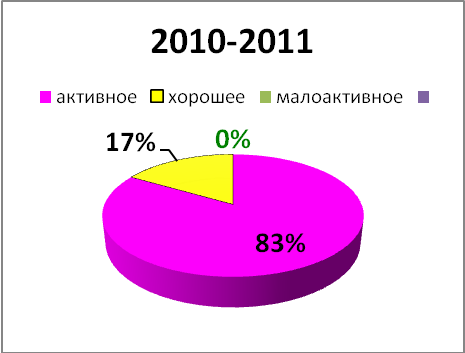 2010-2011
активное хорошее малоактивное
17% 0%
83%